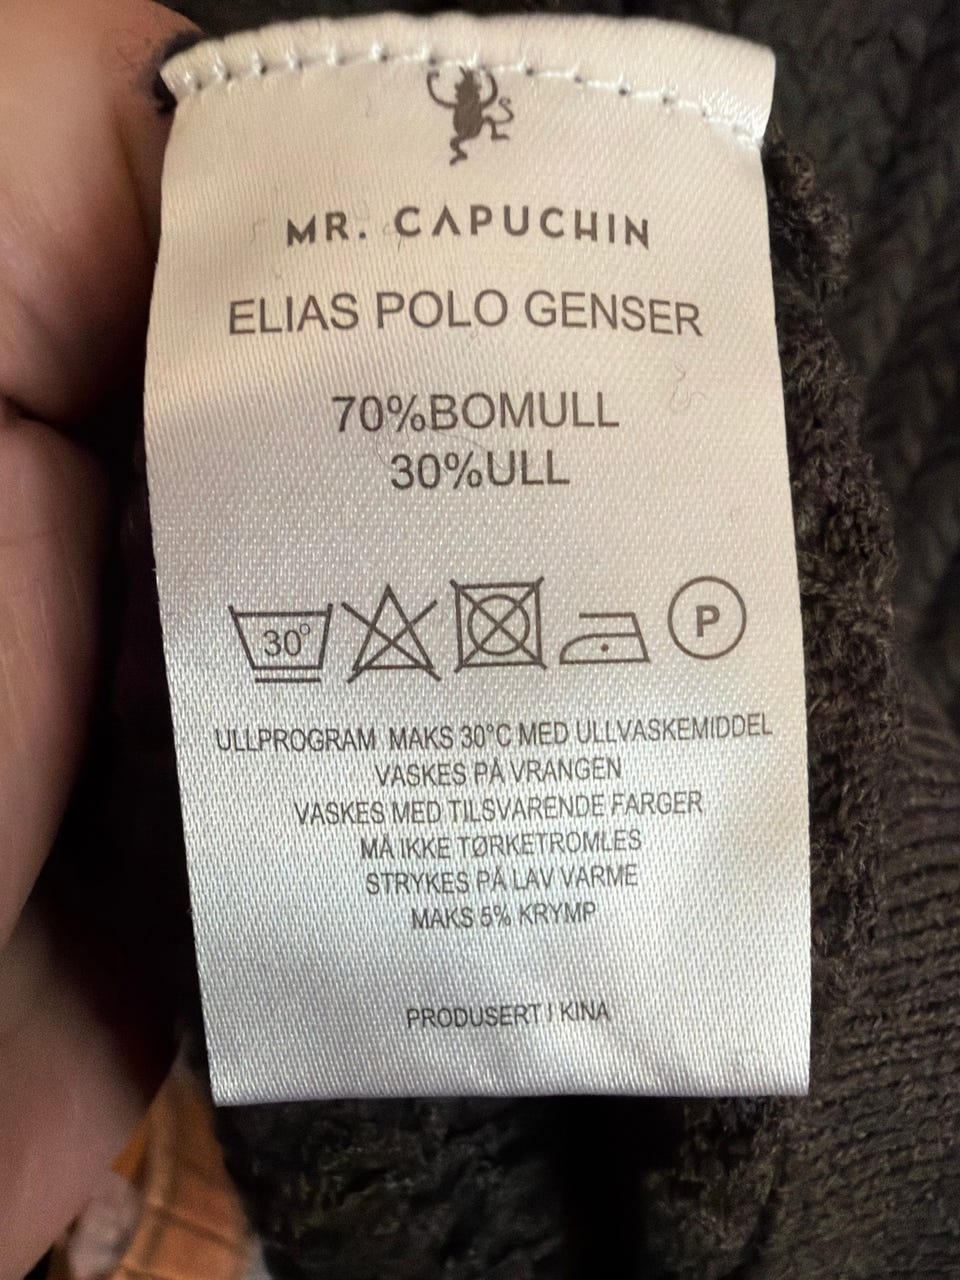 MR. CAPUCHIN
ELIAS POLO GENSER
70%BOMULL
30%ULL
30° P
ULLPROGRAM MAKS 30°C MED ULLVASKEMIDDEL
VASKES PÅ VRANGEN
VASKES MED TILSVARENDE FARGER
MÅ IKKE TØRKETROMLES
STRYKES PÅ LAV VARME
MAKS 5% KRYMP
PRODUSERT I KINA